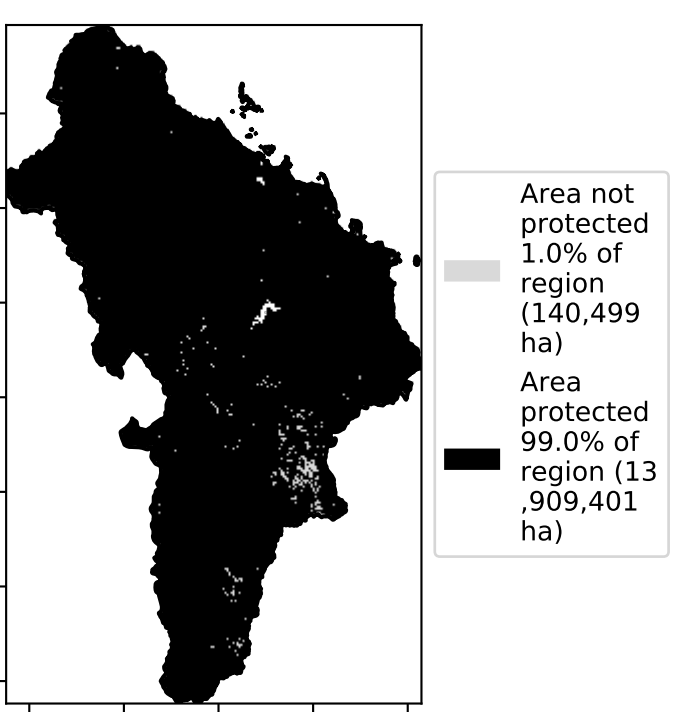 Area not
protected
1.0% of
region
(140,499
ha)
Area
protected
99.0% of
region (13
,909,401
ha)